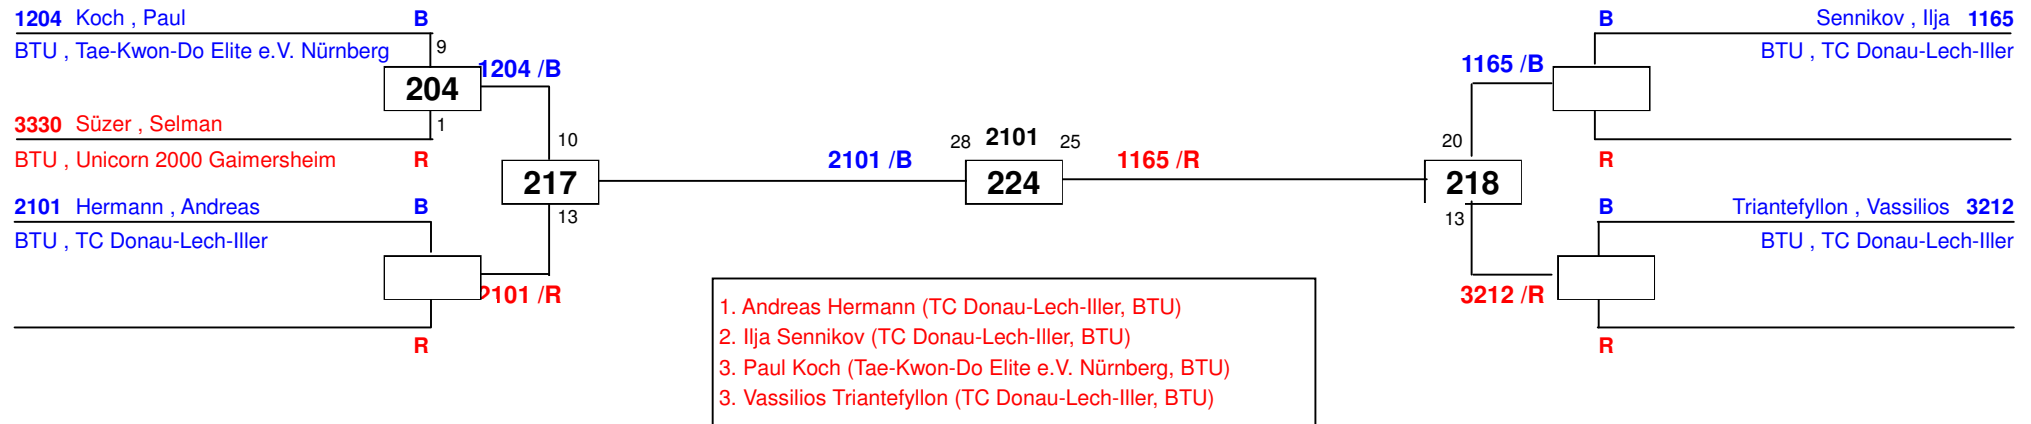 1204 Koch , Paul B
BTU , Tae-Kwon-Do Elite e.V. Nürnberg
9
204
1204 /B
3330 Süzer , Selman
1
BTU , Unicorn 2000 Gaimersheim R
10
217
13
2101 Hermann , Andreas B
BTU , TC Donau-Lech-Iller
2101 /R
R
2101 /B
28 2101 25
224
1165 /R
B Sennikov , Ilja 1165
BTU , TC Donau-Lech-Iller
1165 /B
R
20
218
13
B Triantefyllon , Vassilios 3212
BTU , TC Donau-Lech-Iller
3212 /R
R
1. Andreas Hermann (TC Donau-Lech-Iller, BTU)
2. Ilja Sennikov (TC Donau-Lech-Iller, BTU)
3. Paul Koch (Tae-Kwon-Do Elite e.V. Nürnberg, BTU)
3. Vassilios Triantefyllon (TC Donau-Lech-Iller, BTU)